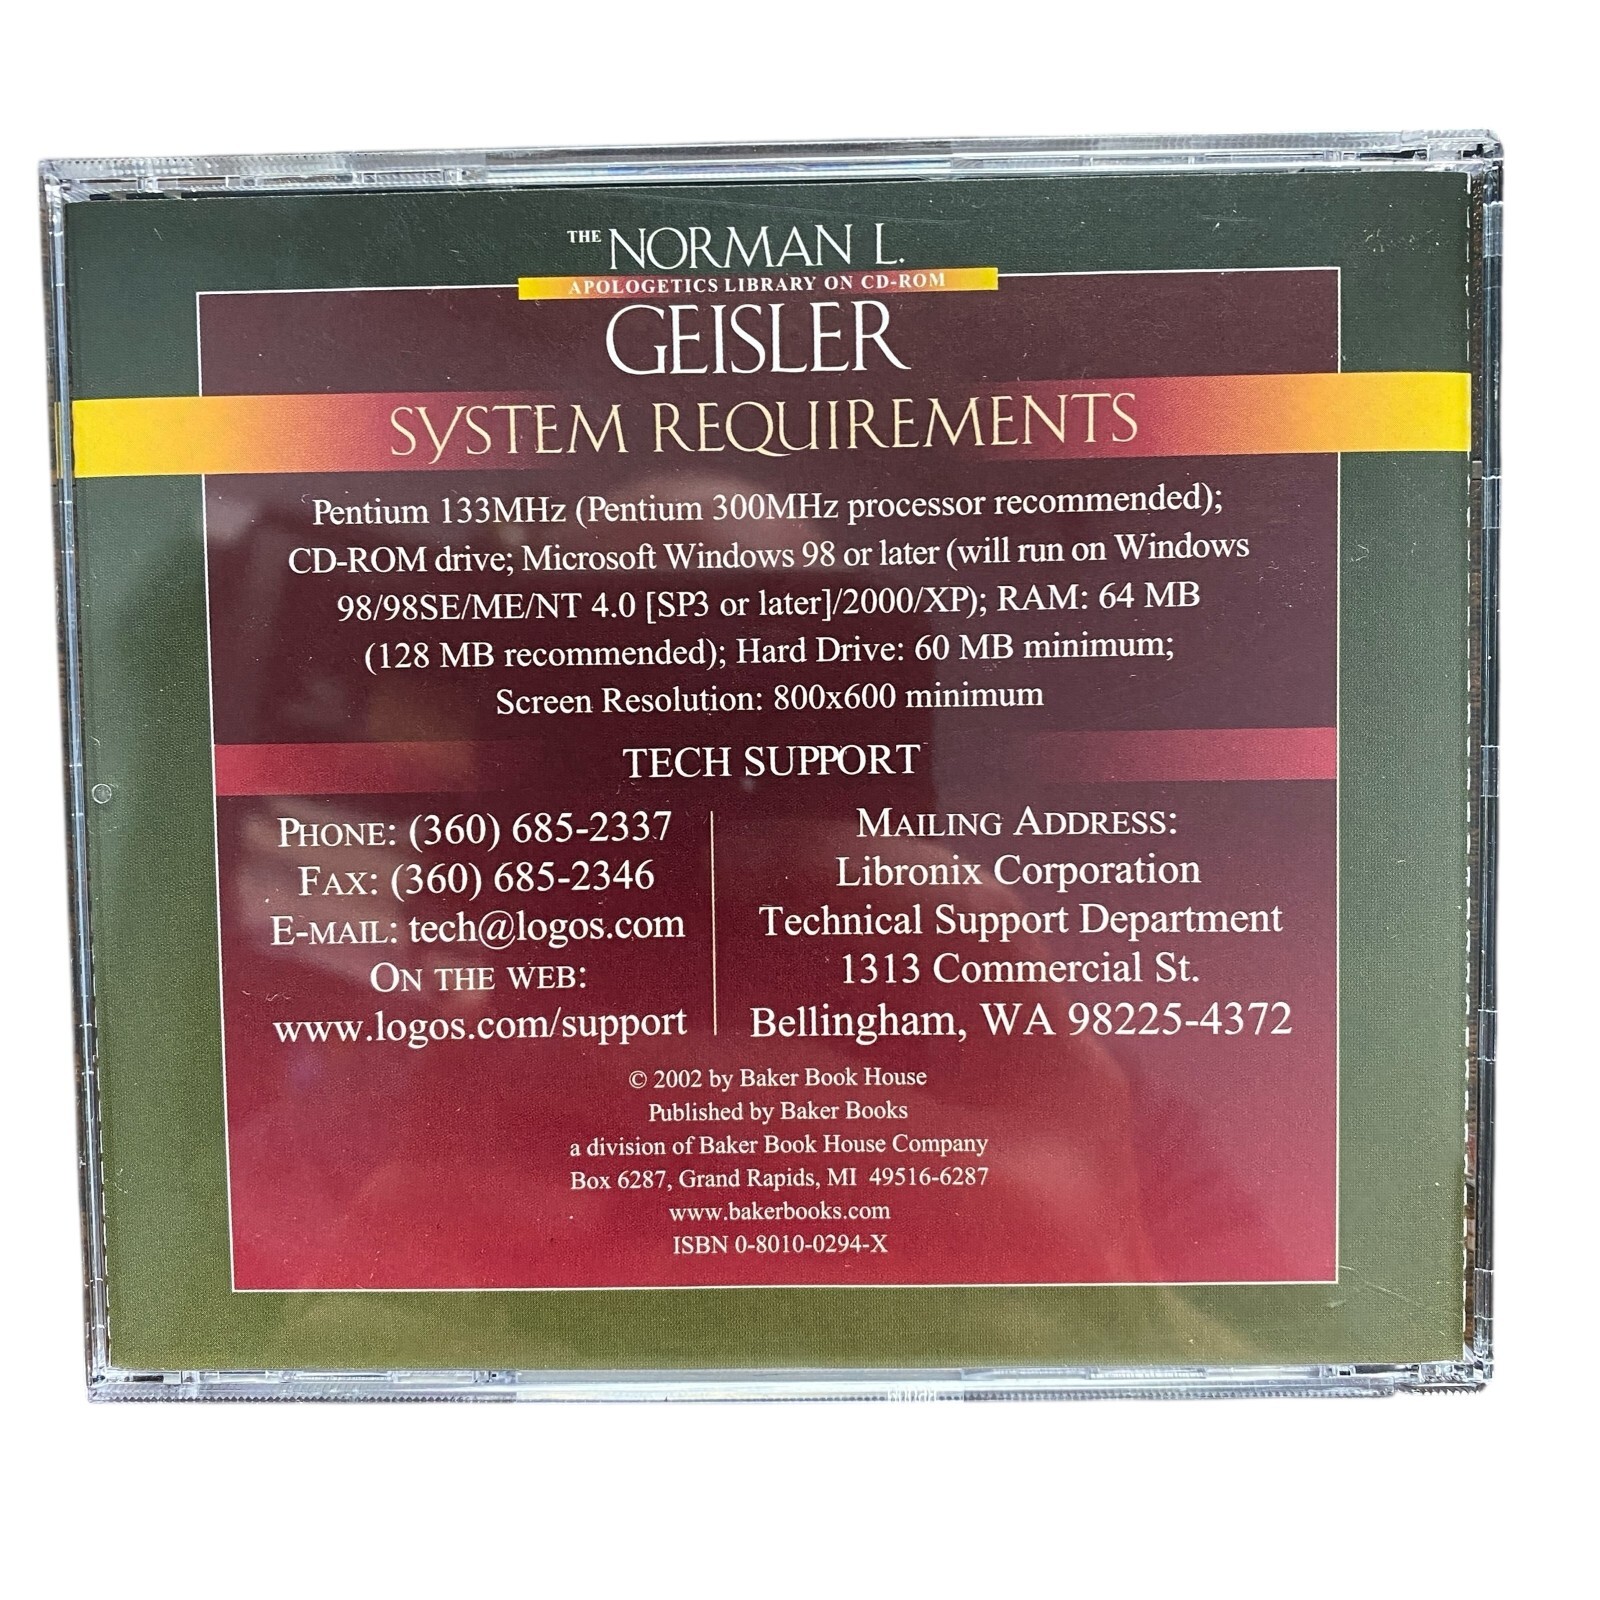 THE NORMAN L.
APOLOGETICS LIBRARY ON CD-ROM
GEISLER
SYSTEM REQUIREMENTS
Pentium 133MHz (Pentium 300MHz processor recommended);
CD-ROM drive; Microsoft Windows 98 or later (will run on Windows
98/98SE/ME/NT 4.0 [SP3 or later]/2000/XP); RAM: 64 MB
(128 MB recommended); Hard Drive: 60 MB minimum;
Screen Resolution: 800x600 minimum
TECH SUPPORT
PHONE: (360) 685-2337
FAX: (360) 685-2346
E-MAIL: tech@logos.com
ON THE WEB:
www.logos.com/support
MAILING ADDRESS:
Librorix Corporation
Technical Support Department
1313 Commercial St.
Bellingham, WA 98225-4372
© 2002 by Baker Book House
Published by Baker Books
a division of Baker Book House Company
Box 6287, Grand Rapids, MI 49516-6287
www.bakerbooks.com
ISBN 0-8010-0294-X